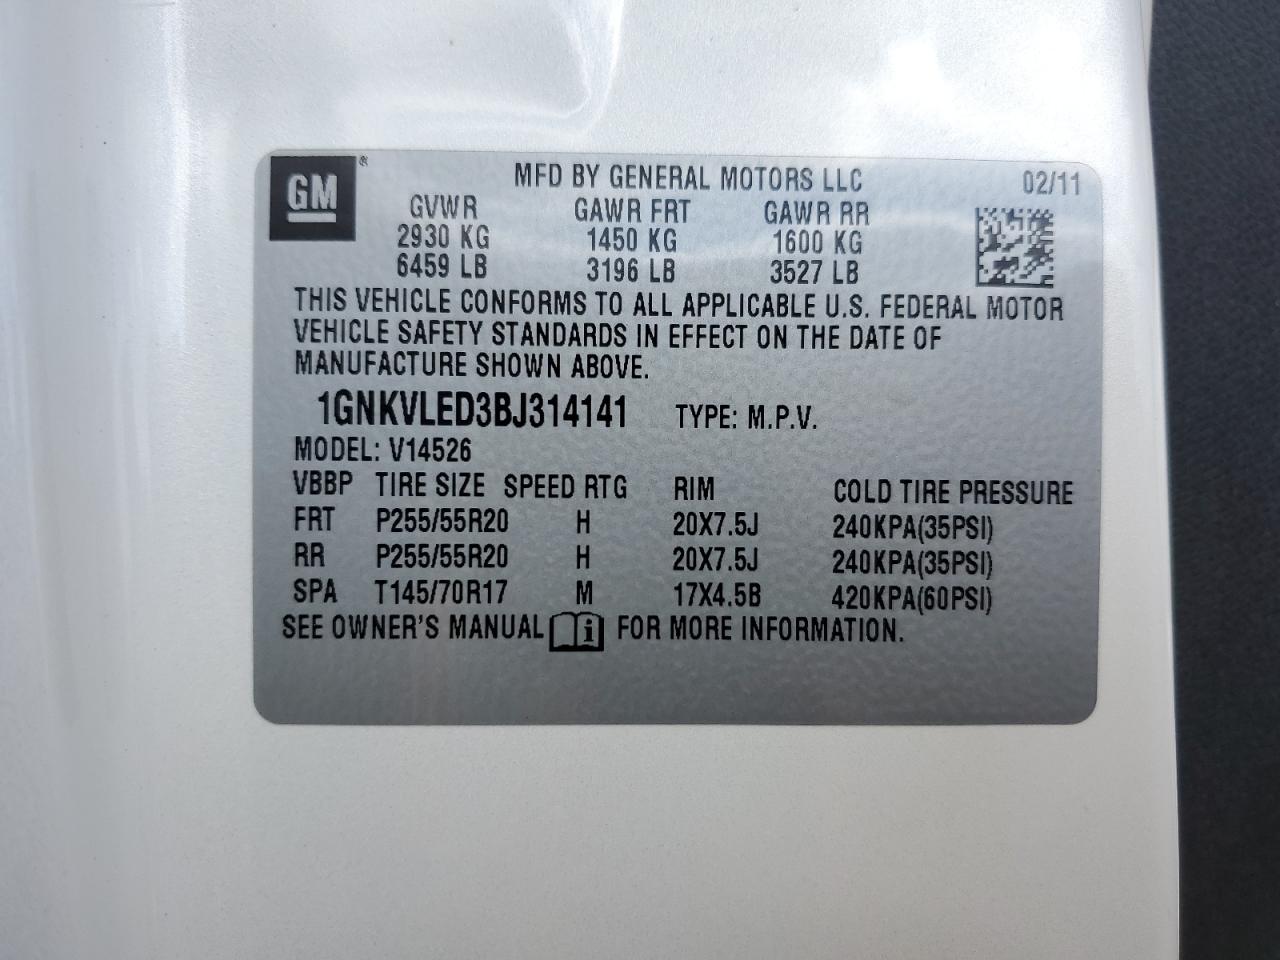 GM ®
MFD BY GENERAL MOTORS LLC 02/11
GVWR GAWR FRT GAWR RR
2930 KG 1450 KG 1600 KG
6459 LB 3196 LB 3527 LB
THIS VEHICLE CONFORMS TO ALL APPLICABLE U.S. FEDERAL MOTOR
VEHICLE SAFETY STANDARDS IN EFFECT ON THE DATE OF
MANUFACTURE SHOWN ABOVE.
1GNKVLED3BJ314141 TYPE: M.P.V.
MODEL: V14526
VBBP TIRE SIZE SPEED RTG RIM COLD TIRE PRESSURE
FRT P255/55R20 H 20X7.5J 240KPA(35PSI)
RR P255/55R20 H 20X7.5J 240KPA(35PSI)
SPA T145/70R17 M 17X4.5B 420KPA(60PSI)
SEE OWNER'S MANUAL i FOR MORE INFORMATION.